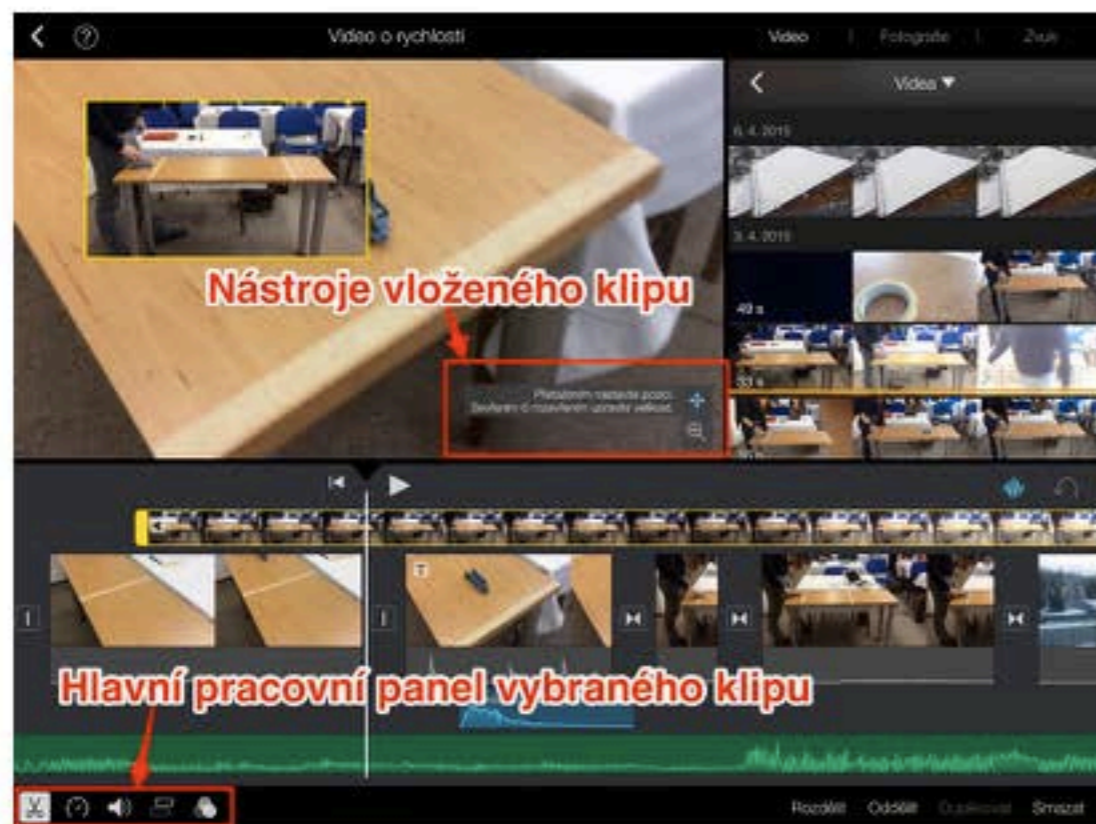 Video o rychlosti
Video | Fotografie | Zvuk
Videa
6. 4. 2015
3. 4. 2015
49 s
33 s
Nástroje vloženého klipu
Přetažením nastavte pozici.
Sevřením či rozevřením upravte velikost.
T
Hlavní pracovní panel vybraného klipu
Rozdělit Oddělit Duplikovat Smazat